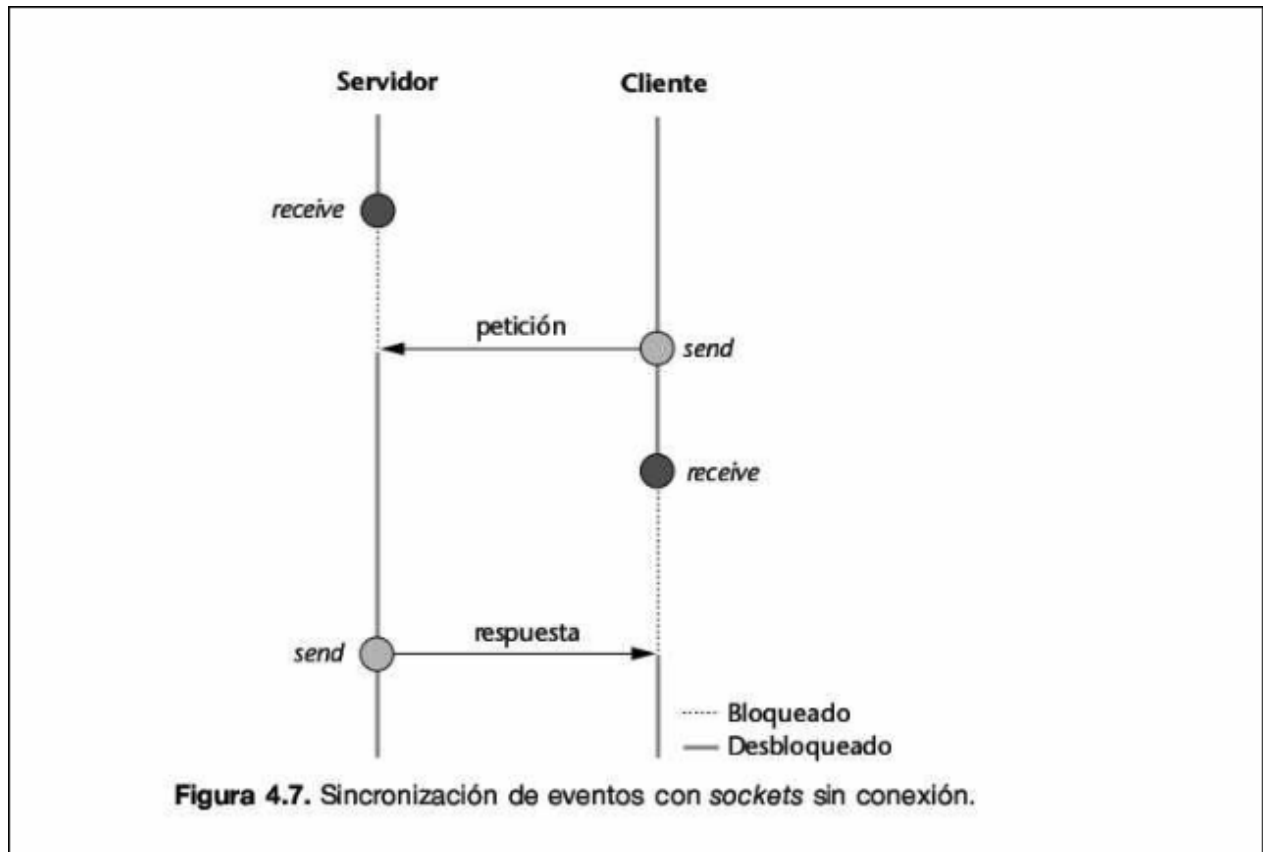 Servidor
Cliente
receive
petición
send
receive
respuesta
send
Bloqueado
Desbloqueado
Figura 4.7. Sincronización de eventos con sockets sin conexión.